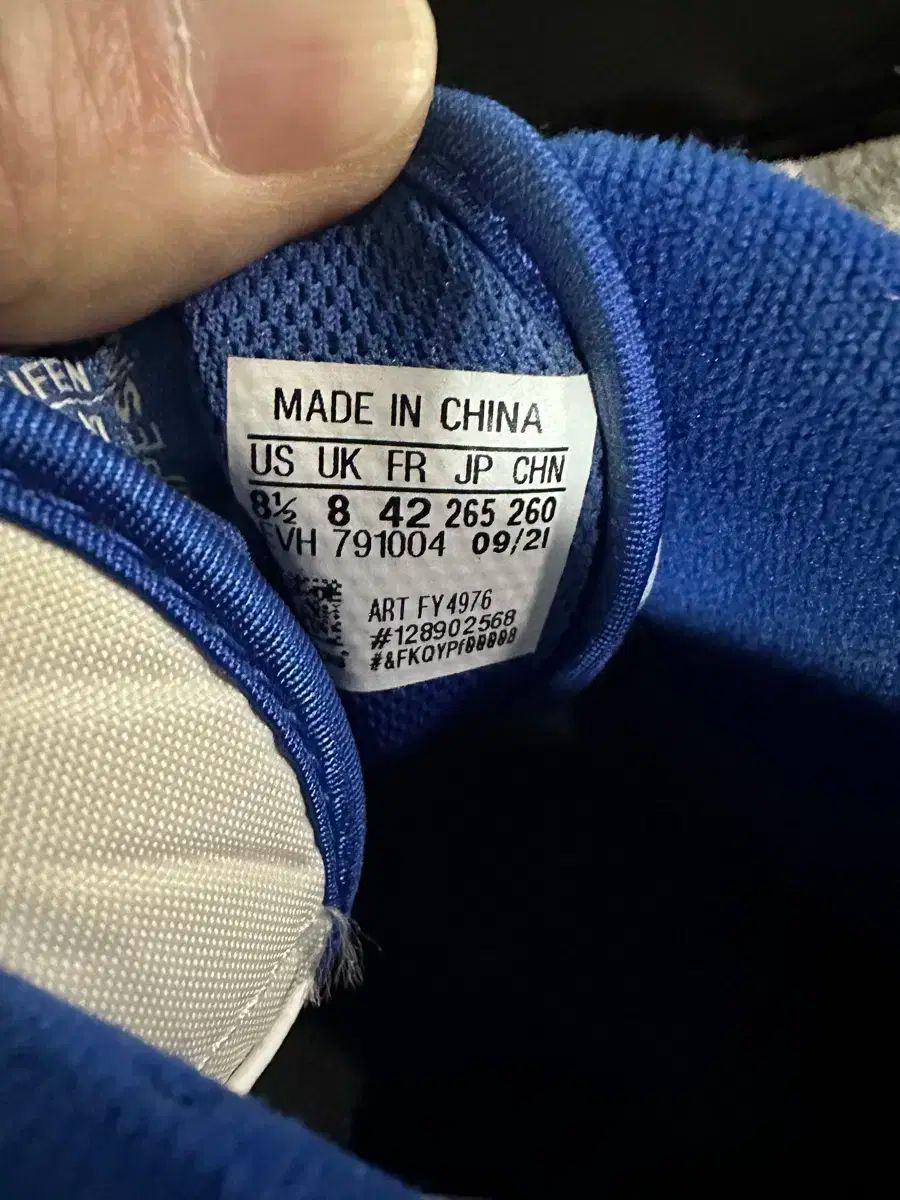 MADE IN CHINA
US UK FR JP CHN
8½ 8 42 265 260
VH 791004 09/21
ART FY4976
#128902568